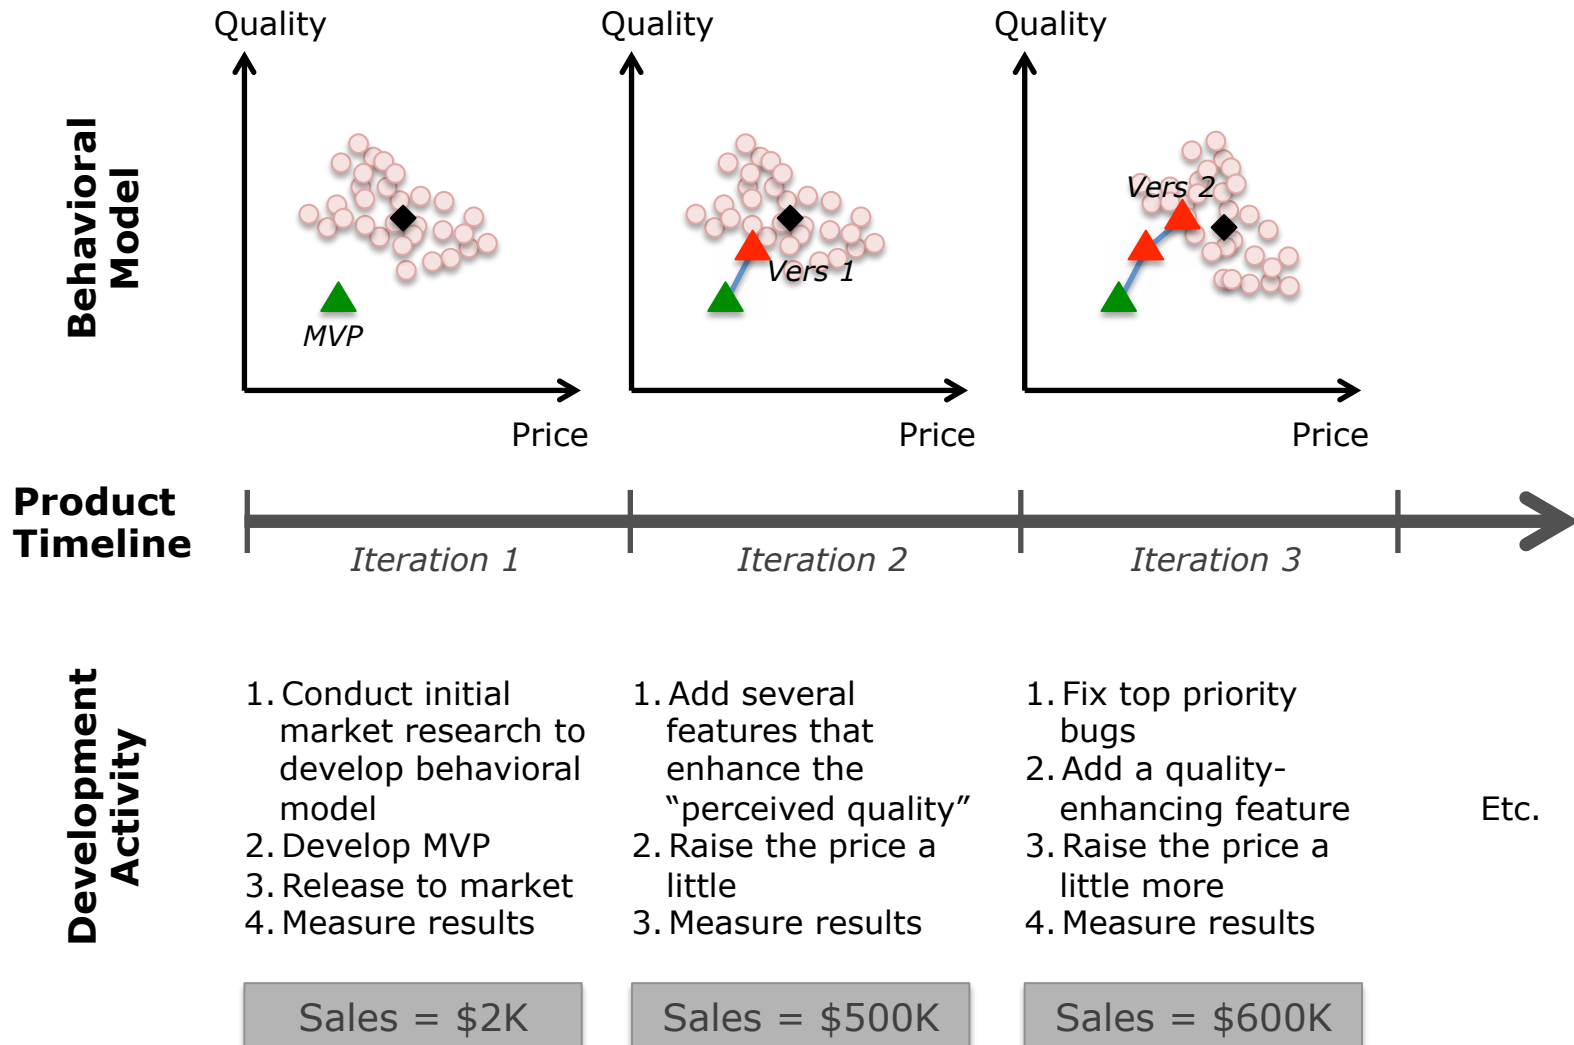 Quality
Quality
Quality
Behavioral
Model
MVP
Vers 1
Vers 2
Price
Price
Price
Product
Timeline
Iteration 1
Iteration 2
Iteration 3
Development
Activity
1. Conduct initial
market research to
develop behavioral
model
2. Develop MVP
3. Release to market
4. Measure results
1. Add several
features that
enhance the
“perceived quality”
2. Raise the price a
little
3. Measure results
1. Fix top priority
bugs
2. Add a quality-
enhancing feature
3. Raise the price a
little more
4. Measure results
Etc.
Sales = $2K
Sales = $500K
Sales = $600K